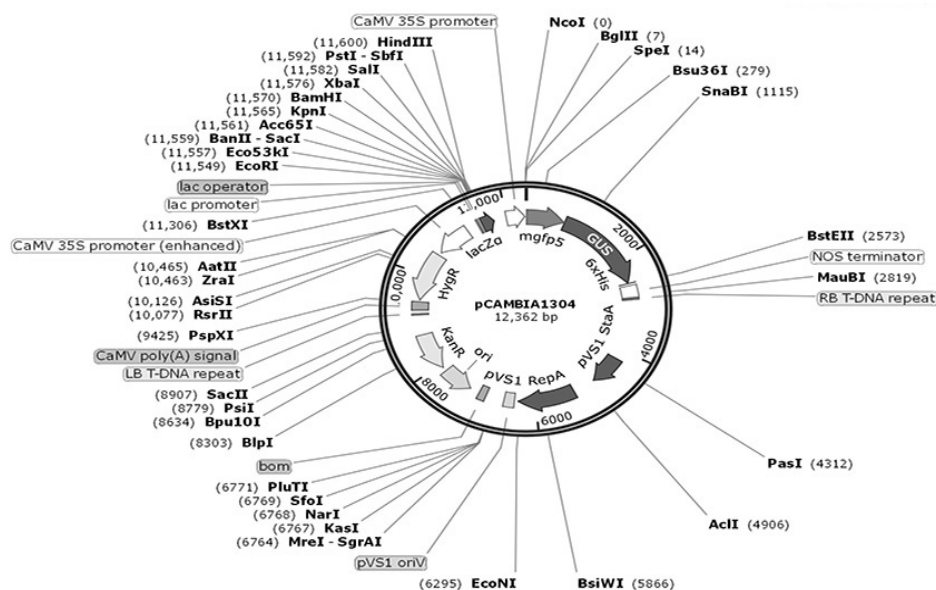 CaMV 35S promoter
(11,600) HindIII
(11,592) PstI - SbfI
(11,582) SalI
(11,576) XbaI
(11,570) BamHI
(11,565) KpnI
(11,561) Acc65I
(11,559) BanII - SacI
(11,557) Eco53kI
(11,549) EcoRI
lac operator
lac promoter
(11,306) BstXI
CaMV 35S promoter (enhanced)
(10,465) AatII
(10,463) ZraI
(10,126) AsiSI
(10,077) RsrII
(9425) PspXI
CaMV poly(A) signal
LB T-DNA repeat
(8907) SacII
(8779) PsiI
(8634) Bpu10I
(8303) BlpI
bom
(6771) PluTI
(6769) SfoI
(6768) NarI
(6767) KasI
(6764) MreI - SgrAI
pVS1 oriV
(6295) EcoNI
NcoI (0)
BglII (7)
SpeI (14)
Bsu36I (279)
SnaBI (1115)
BstEII (2573)
NOS terminator
MauBI (2819)
RB T-DNA repeat
PasI (4312)
AclI (4906)
BsiWI (5866)
2000
4000
6000
8000
mgfp5
GUS
6xHis
pVS1 StaA
pVS1 RepA
ori
KanR
HygR
lacZα
pCAMBIA1304
12,362 bp